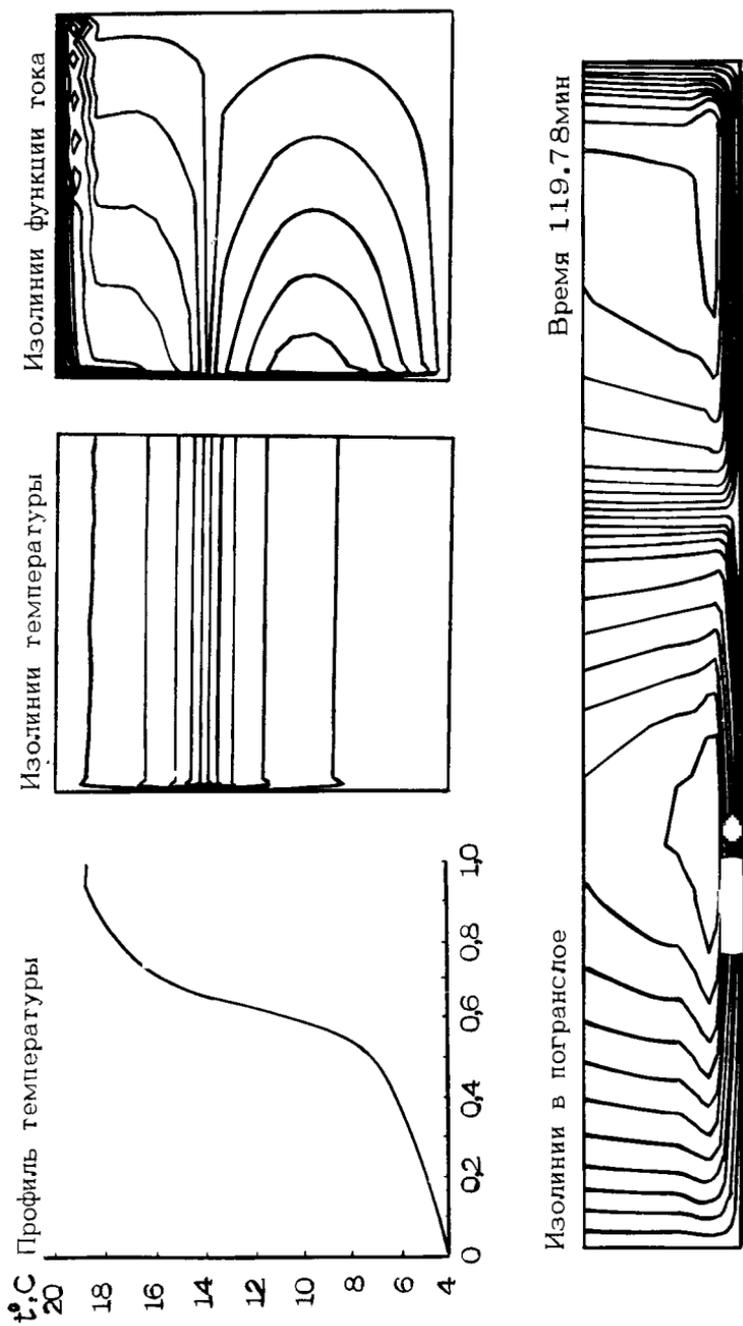 Профиль температуры
t°,C
20
18
16
14
12
10
8
6
4
0
0,2
0,4
0,6
0,8
1,0
Изолинии температуры
Изолинии функции тока
Изолинии в погранслое
Время 119.78мин